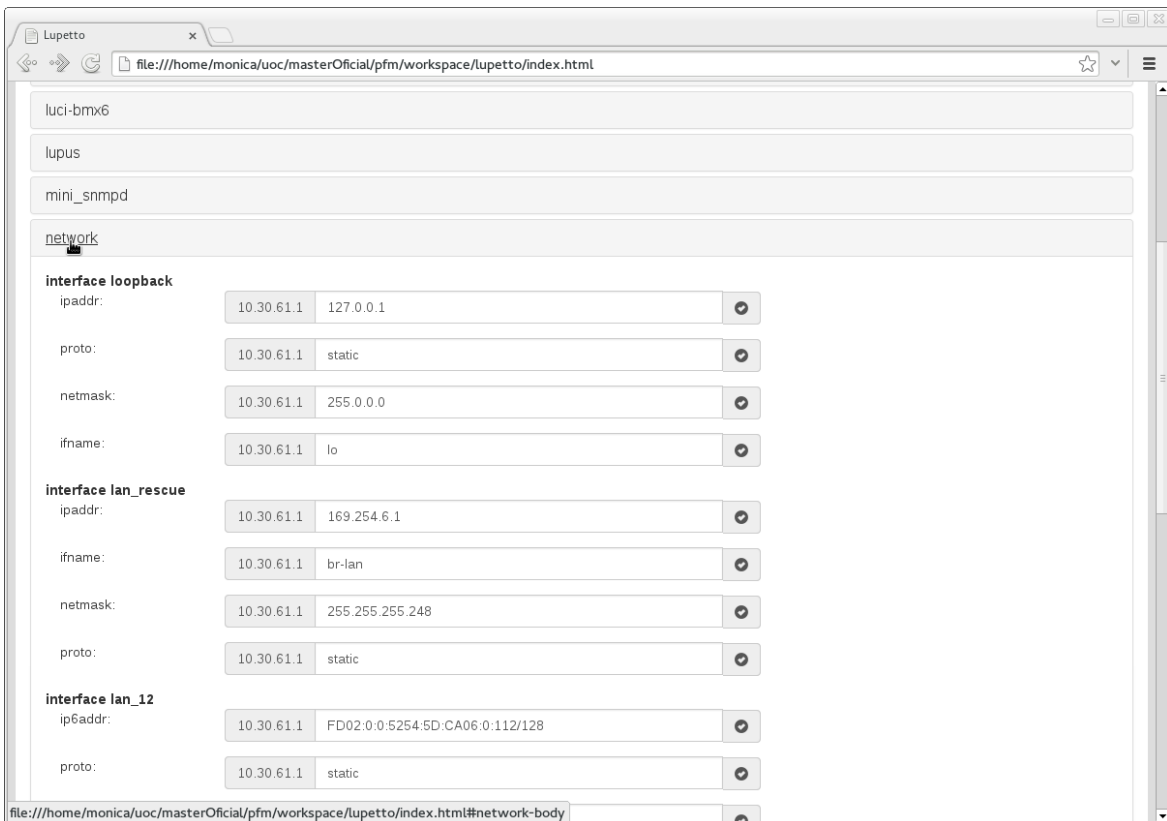 Lupetto
file:///home/monica/uoc/masterOficial/pfm/workspace/lupetto/index.html
luci-bmx6
lupus
mini_snmpd
network
interface loopback
ipaddr: 10.30.61.1 127.0.0.1
proto: 10.30.61.1 static
netmask: 10.30.61.1 255.0.0.0
ifname: 10.30.61.1 lo
interface lan_rescue
ipaddr: 10.30.61.1 169.254.6.1
ifname: 10.30.61.1 br-lan
netmask: 10.30.61.1 255.255.255.248
proto: 10.30.61.1 static
interface lan_12
ip6addr: 10.30.61.1 FD02:0:0:5254:5D:CA06:0:112/128
proto: 10.30.61.1 static
file:///home/monica/uoc/masterOficial/pfm/workspace/lupetto/index.html#network-body